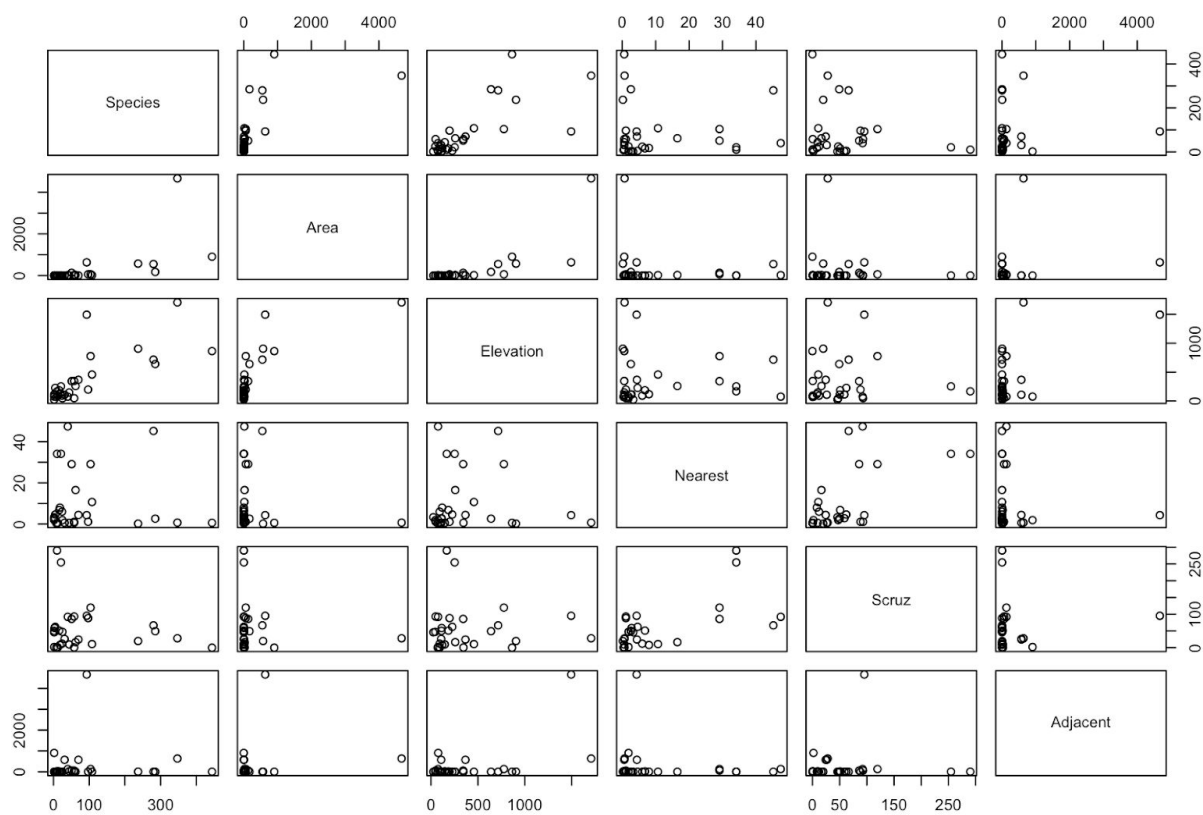 0 2000 4000 0 10 20 30 40 0 2000 4000
Species 0 200 400
0 2000 Area
Elevation 0 1000
0 20 40 Nearest
Scruz 0 100 250
0 2000 Adjacent
0 100 300 0 500 1000 0 50 150 250